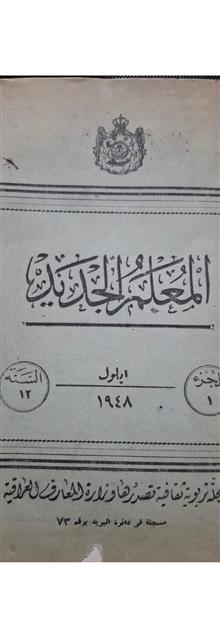 المعلم الجديد
الجزء
١
ايلول
١٩٤٨
السنة
١٢
مجلة تربوية ثقافية تصدرها وزارة المعارف العراقية
مسجلة في دائرة البريد برقم ٧٣